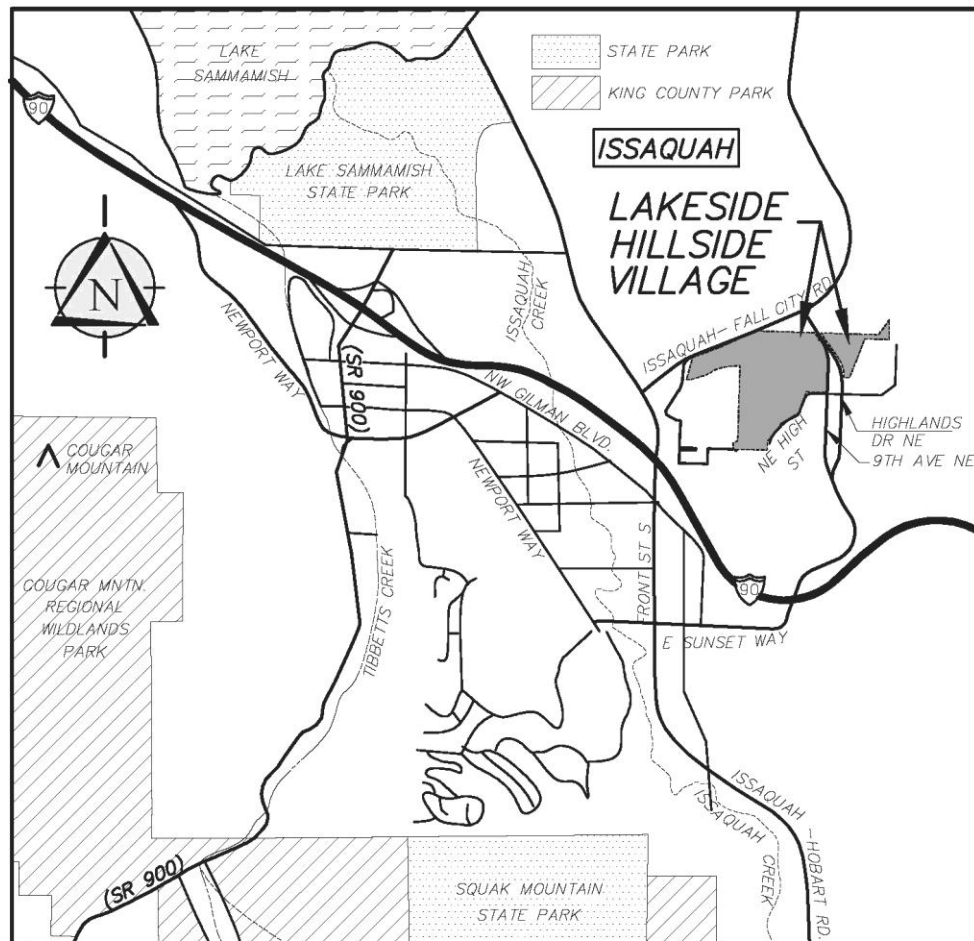 LAKE
SAMMAMISH
STATE PARK
KING COUNTY PARK
90
ISSAQUAH
LAKE SAMMAMISH
STATE PARK
LAKESIDE
HILLSIDE
VILLAGE
N
ISSAQUAH
CREEK
ISSAQUAH- FALL CITY RD.
NEWPORT WAY
(SR 900)
NW GILMAN BLVD.
HIGHLANDS
DR NE
9TH AVE NE
NE HIGH
ST
COUGAR
MOUNTAIN
NEWPORT WAY
FRONT ST S
90
COUGAR MNTN.
REGIONAL
WILDLANDS
PARK
TIBBETTS CREEK
E SUNSET WAY
ISSAQUAH -HOBART RD.
ISSAQUAH CREEK
(SR 900)
SQUAK MOUNTAIN
STATE PARK